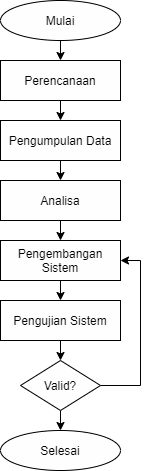 Mulai
Perencanaan
Pengumpulan Data
Analisa
Pengembangan
Sistem
Pengujian Sistem
Valid?
Selesai